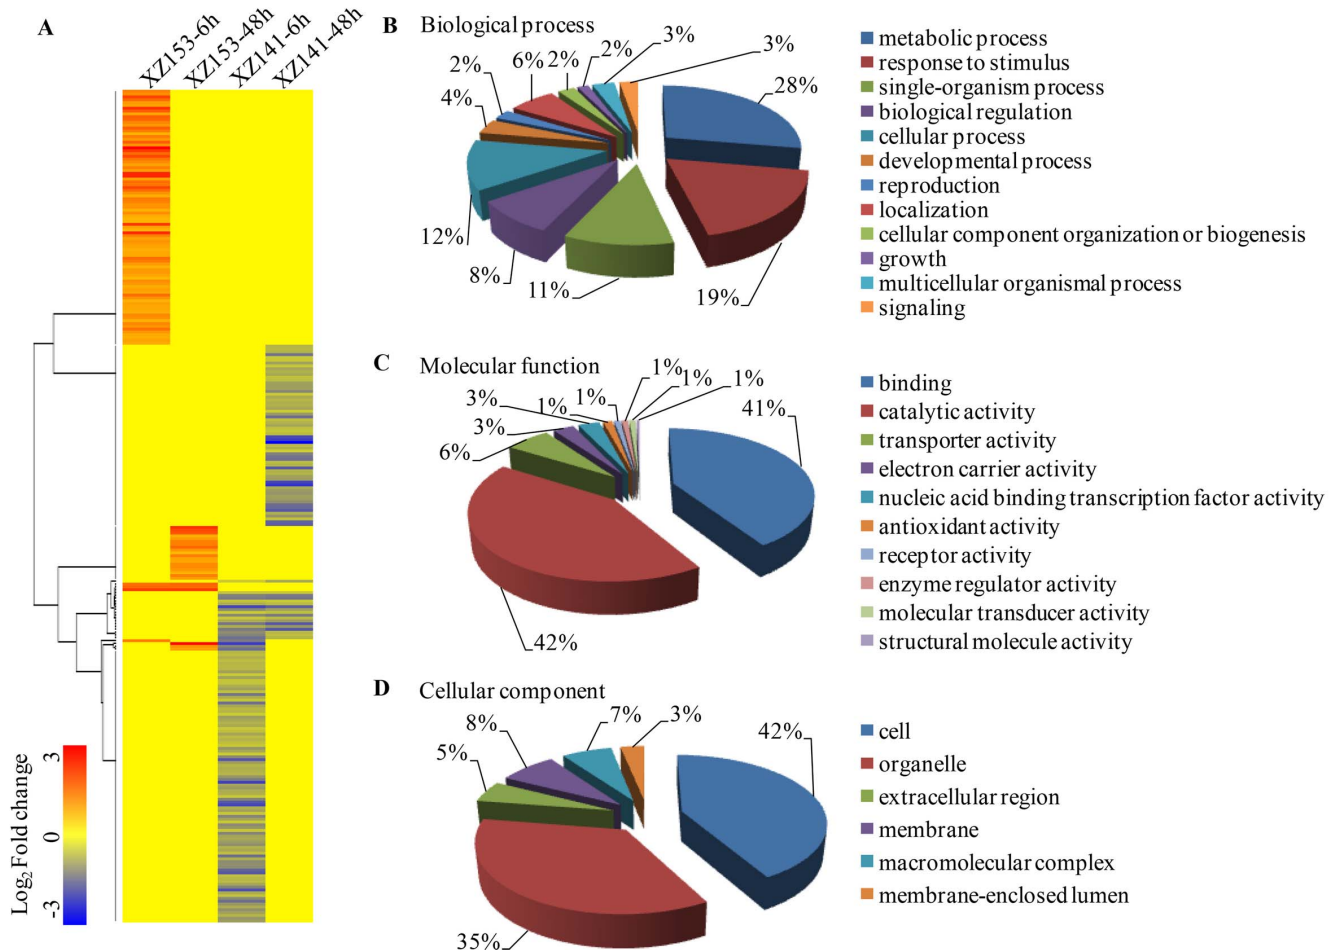 A
XZ153-6h
XZ153-48h
XZ141-6h
XZ141-48h
Log2 Fold change
3
0
-3
B Biological process
28%
19%
11%
8%
12%
4%
2%
6%
2%
2%
3%
3%
metabolic process
response to stimulus
single-organism process
biological regulation
cellular process
developmental process
reproduction
localization
cellular component organization or biogenesis
growth
multicellular organismal process
signaling
C Molecular function
41%
42%
6%
3%
3%
1%
1%
1%
1%
1%
binding
catalytic activity
transporter activity
electron carrier activity
nucleic acid binding transcription factor activity
antioxidant activity
receptor activity
enzyme regulator activity
molecular transducer activity
structural molecule activity
D Cellular component
42%
35%
5%
8%
7%
3%
cell
organelle
extracellular region
membrane
macromolecular complex
membrane-enclosed lumen